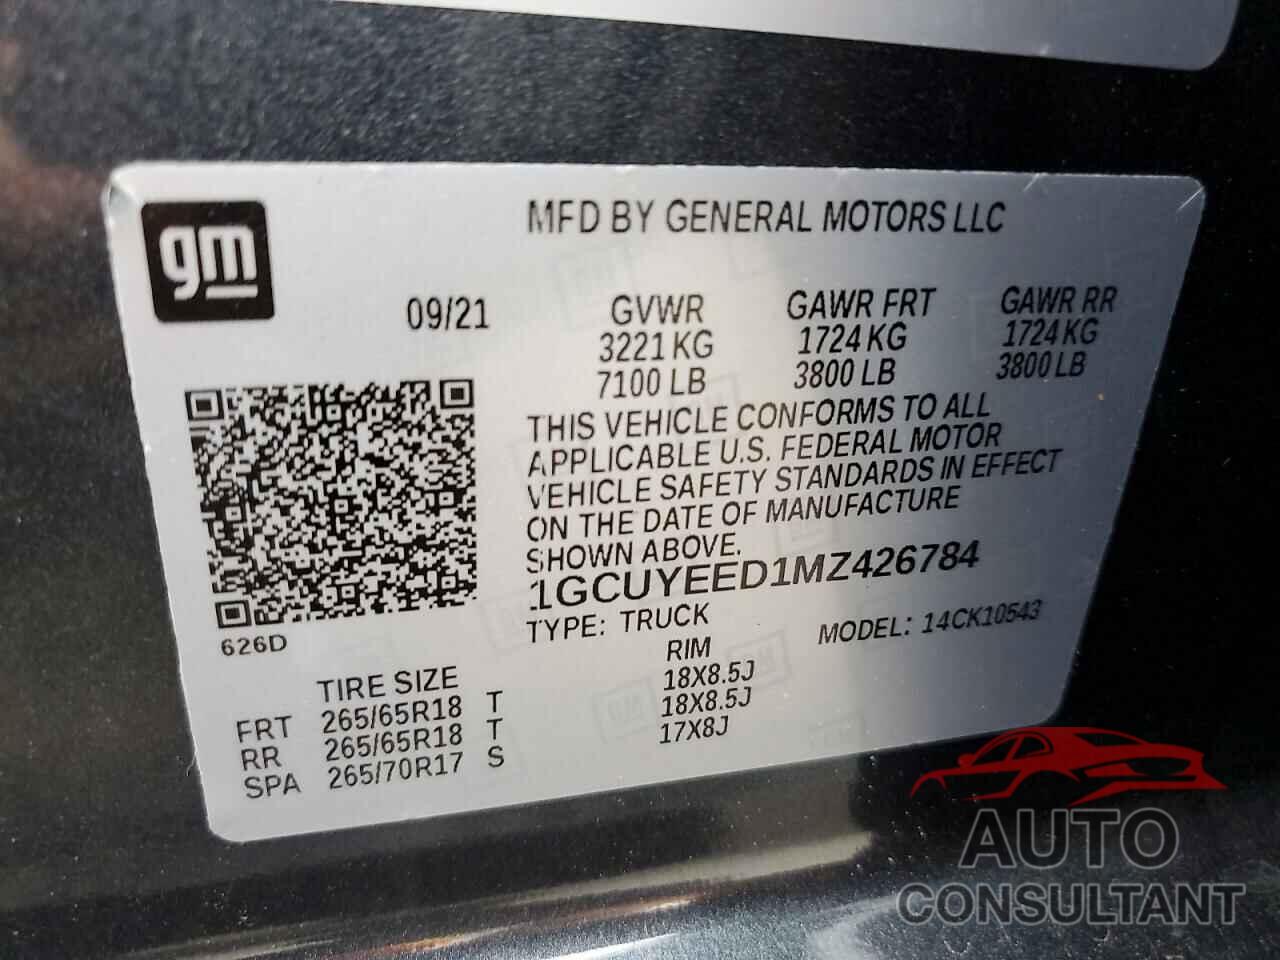 gm
MFD BY GENERAL MOTORS LLC
09/21 GVWR GAWR FRT GAWR RR
3221 KG 1724 KG 1724 KG
7100 LB 3800 LB 3800 LB
THIS VEHICLE CONFORMS TO ALL
APPLICABLE U.S. FEDERAL MOTOR
VEHICLE SAFETY STANDARDS IN EFFECT
ON THE DATE OF MANUFACTURE
SHOWN ABOVE.
1GCUYEED1MZ426784
626D
TYPE: TRUCK MODEL: 14CK10543
TIRE SIZE RIM
FRT 265/65R18 T 18X8.5J
RR 265/65R18 T 18X8.5J
SPA 265/70R17 S 17X8J
AUTO
CONSULTANT